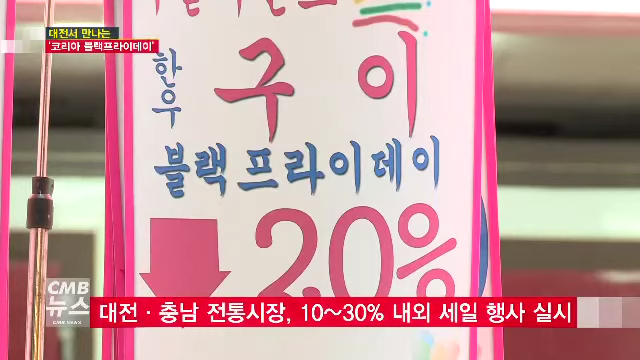 대전서 만나는
'코리아 블랙프라이데이'
한우
구이
블랙프라이데이
20%
CMB
뉴스
CMB NEWS
대전·충남 전통시장, 10~30% 내외 세일 행사 실시